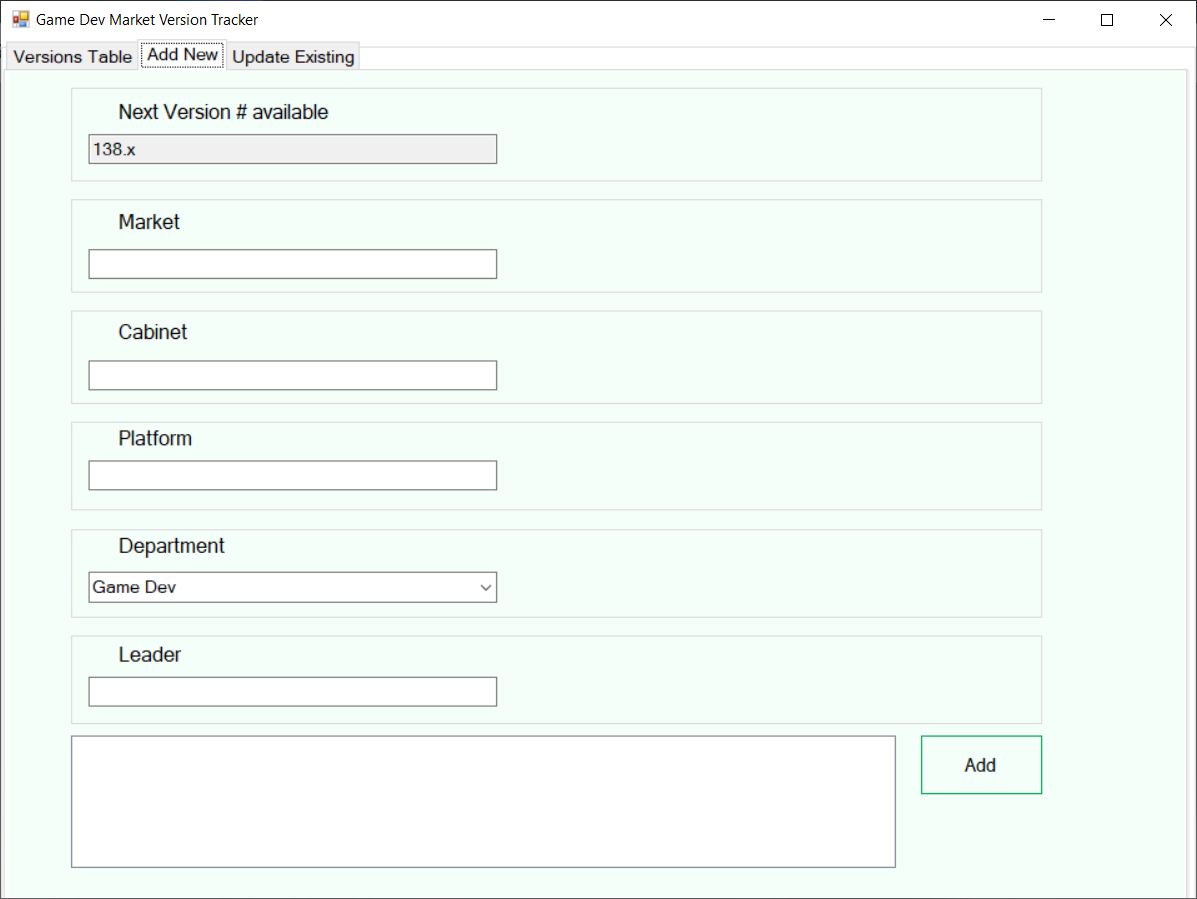 Game Dev Market Version Tracker
Versions Table Add New Update Existing
Next Version # available
138.x
Market
Cabinet
Platform
Department
Game Dev
Leader
Add